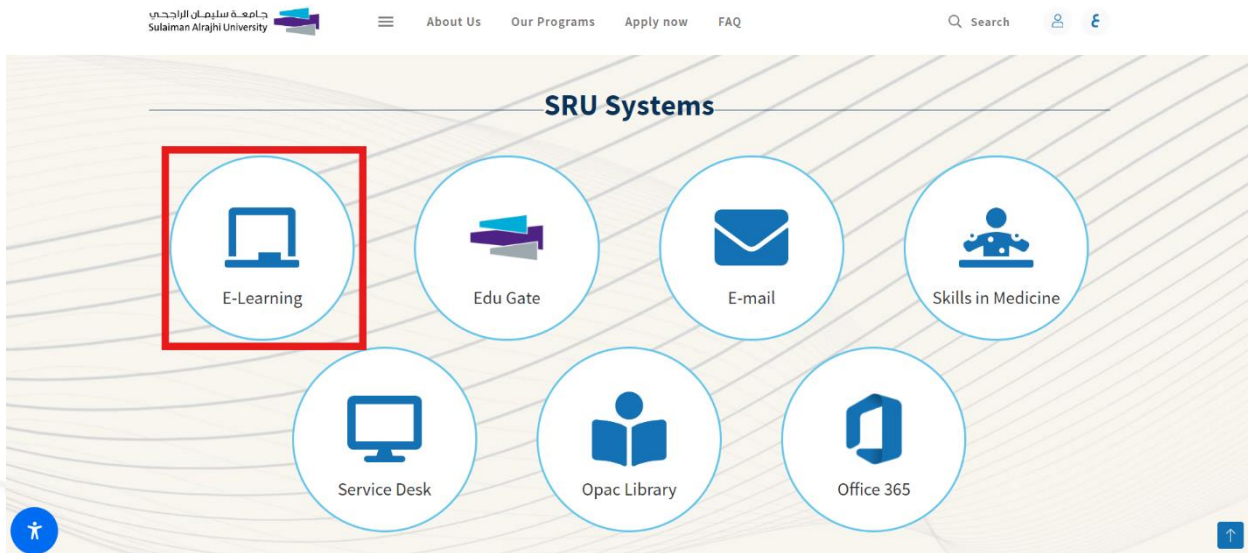 جامعة سليمان الراجحي
Sulaiman Alrajhi University
About Us Our Programs Apply now FAQ Search ع
SRU Systems
E-Learning Edu Gate E-mail Skills in Medicine
Service Desk Opac Library Office 365